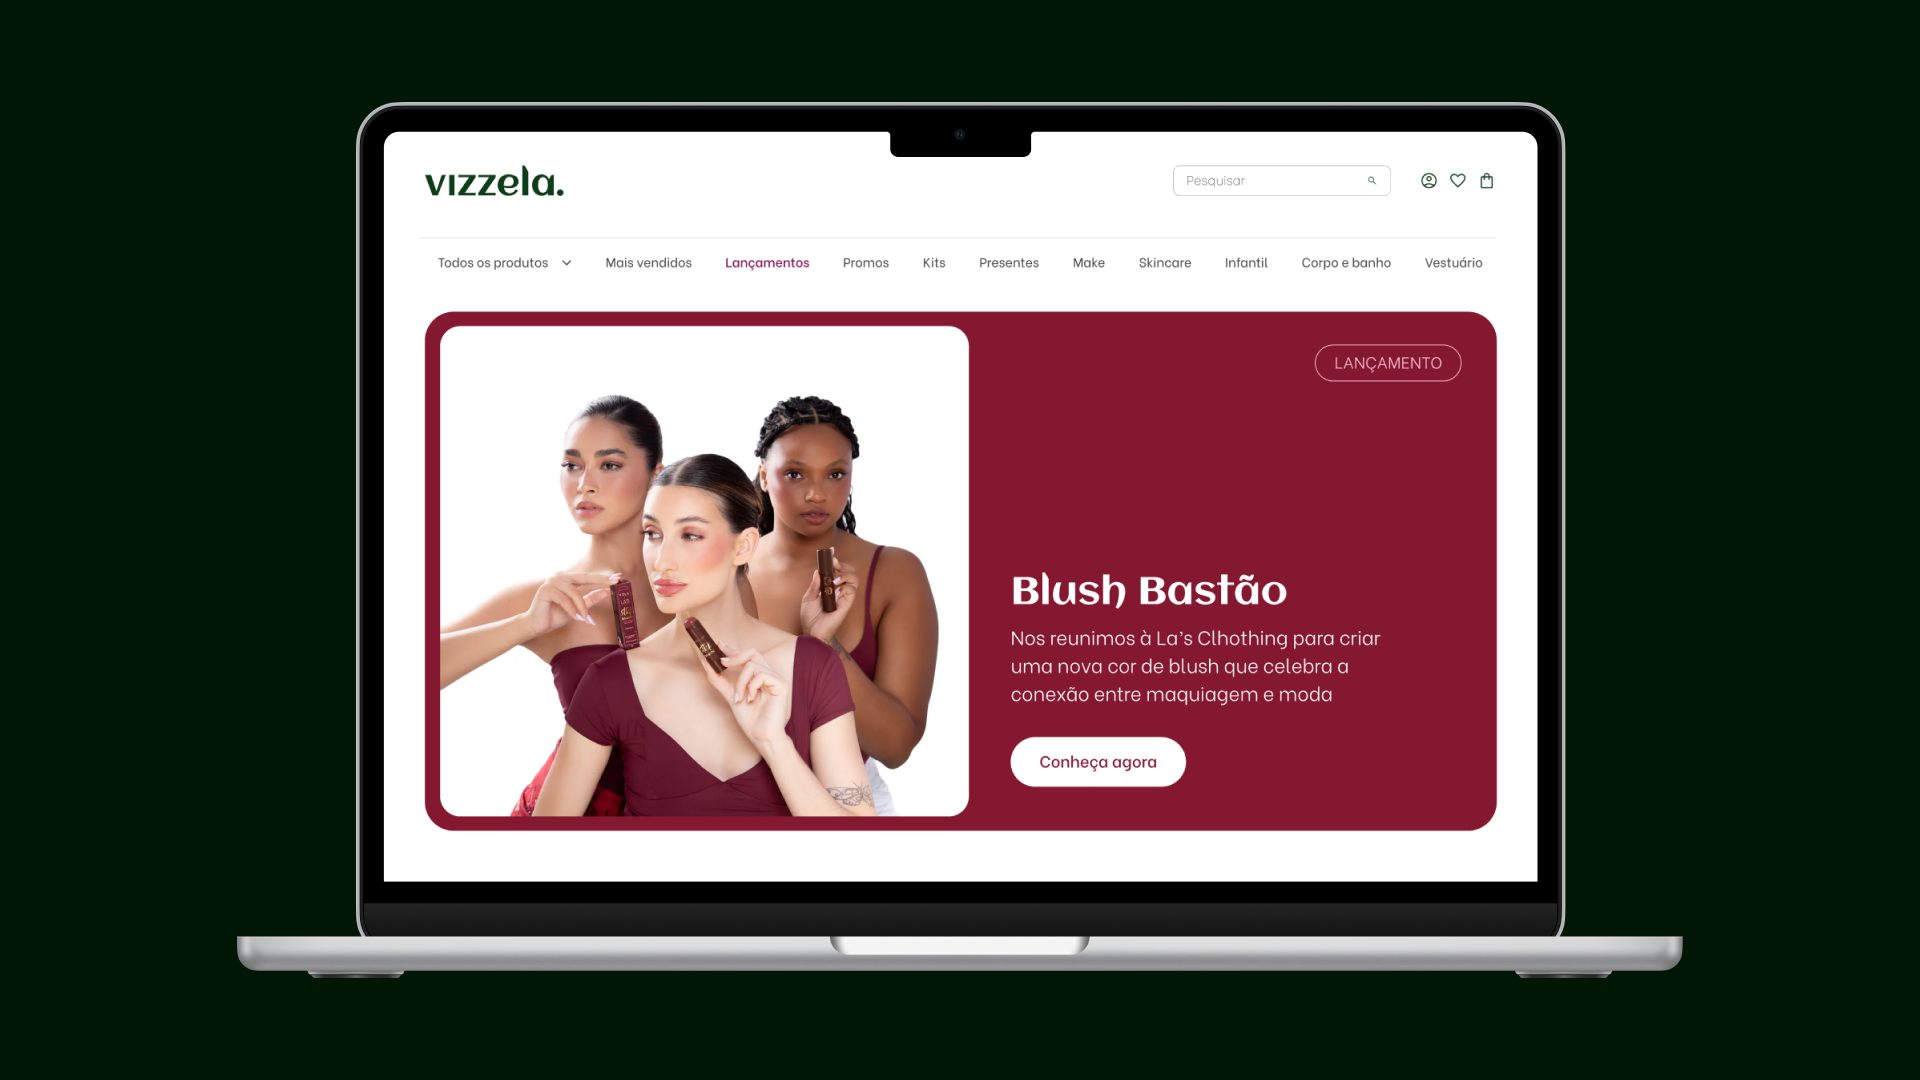 vizzela.
Pesquisar
Todos os produtos Mais vendidos Lançamentos Promos Kits Presentes Make Skincare Infantil Corpo e banho Vestuário
LANÇAMENTO
Blush Bastão
Nos reunimos à La's Clhothing para criar
uma nova cor de blush que celebra a
conexão entre maquiagem e moda
Conheça agora